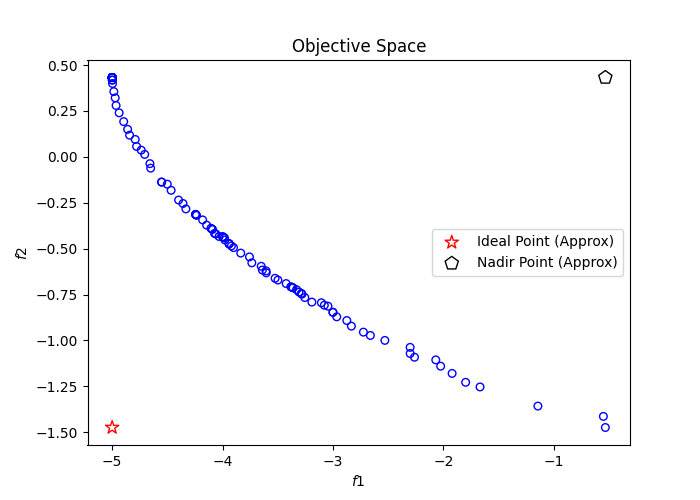 Objective Space
0.50
0.25
0.00
−0.25
−0.50
−0.75
−1.00
−1.25
−1.50
f2
Ideal Point (Approx)
Nadir Point (Approx)
−5
−4
−3
−2
−1
f1